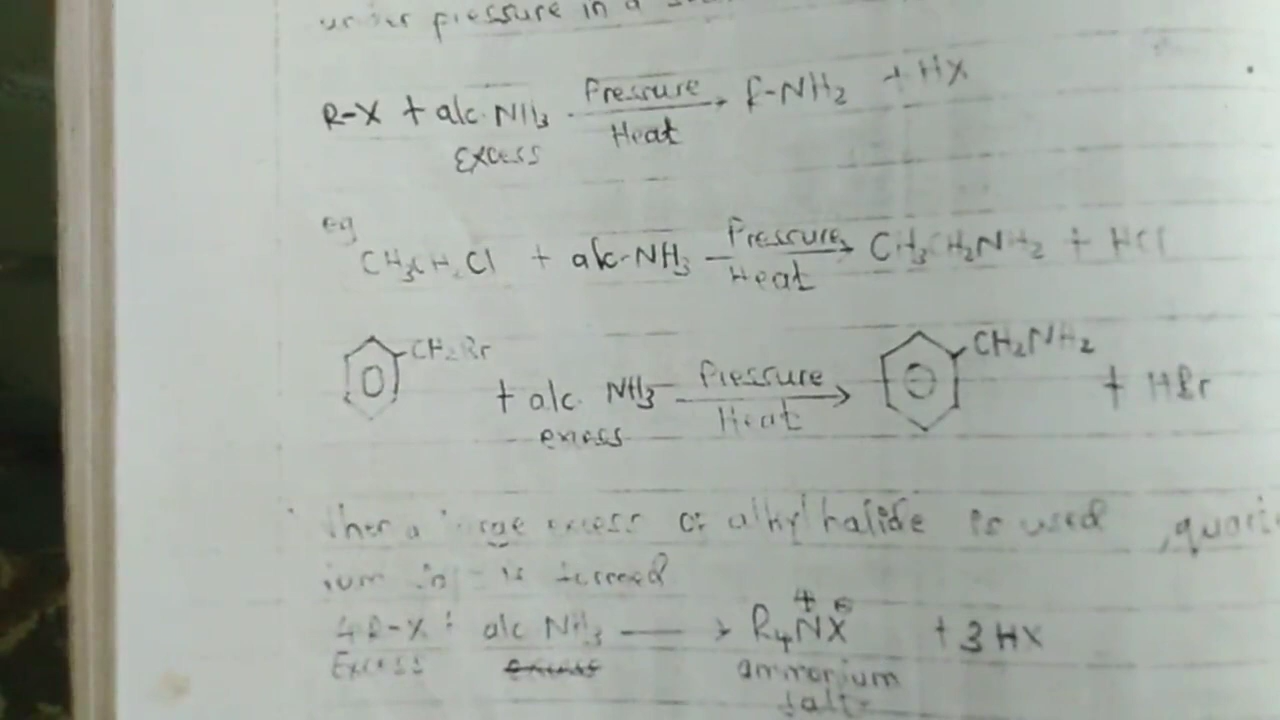 under pressure in a
R-X + alc. NH3 Pressure Heat R-NH2 + HX
Excess
eg
CH3CH2Cl + alc. NH3 Pressure Heat CH3CH2NH2 + HCl
CH2Br + alc. NH3 Pressure Heat CH2NH2 + HBr
excess
When a large excess of alkyl halide is used,
is formed
4R-X + alc NH3 → R4N+X⊖ + 3HX
Excess excess ammonium
salt